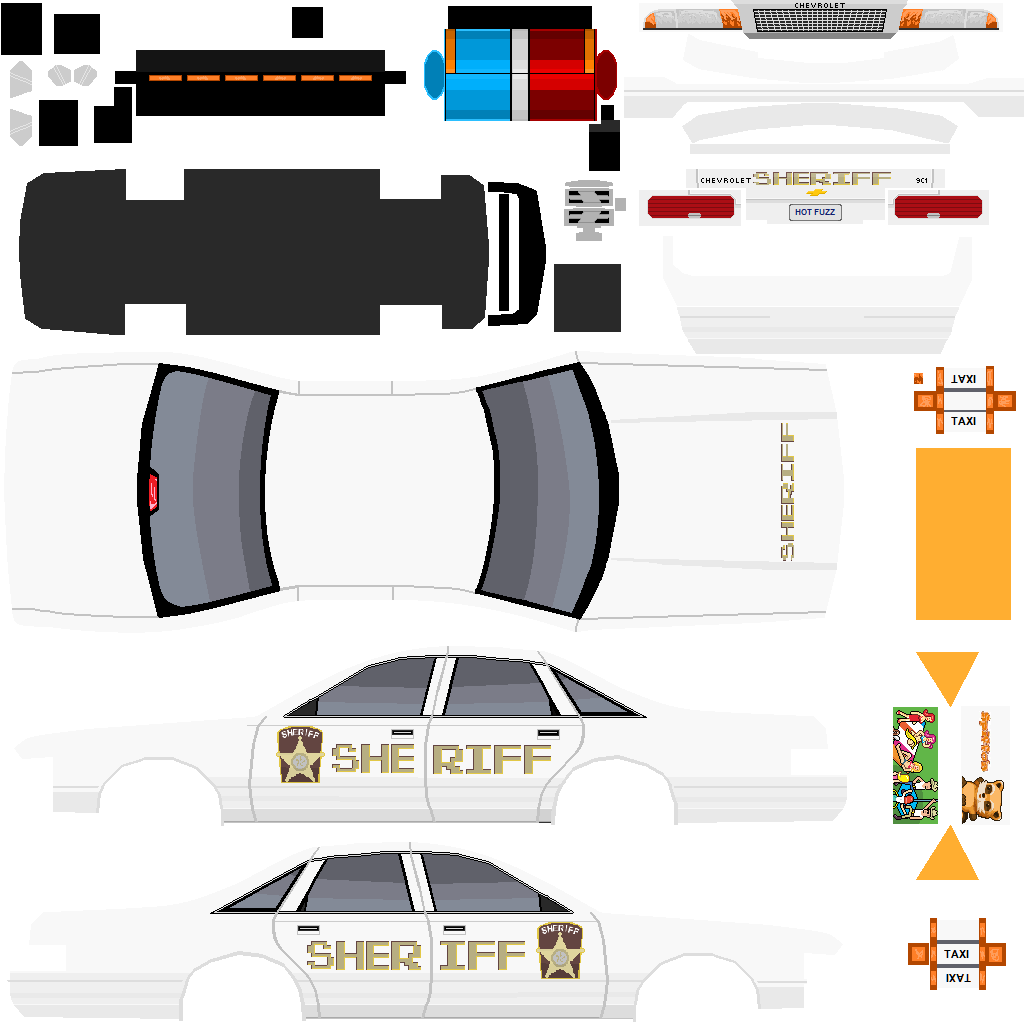 CHEVROLET
CHEVROLET SHERIFF 9C1
HOT FUZZ
TAXI
TAXI
SHERIFF
SHERIFF
SHE RIFF
SHERIFF
SHER IFF
TAXI
TAXI